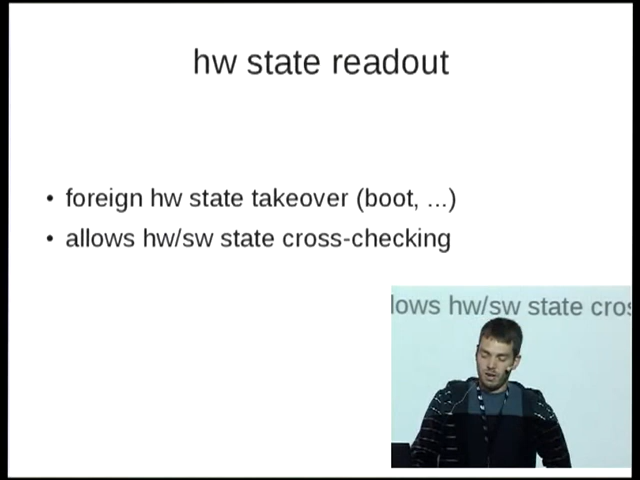 hw state readout
• foreign hw state takeover (boot, ...)
• allows hw/sw state cross-checking
lows hw/sw state cros